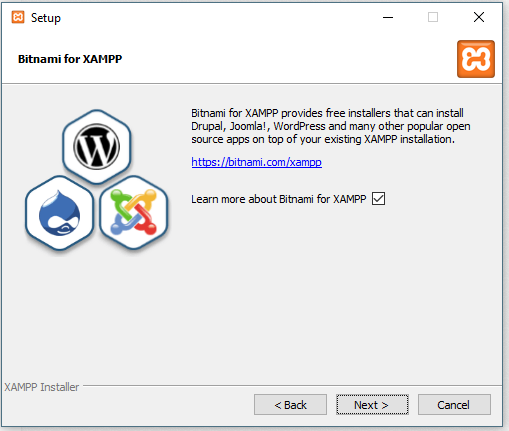 Setup
Bitnami for XAMPP
Bitnami for XAMPP provides free installers that can install
Drupal, Joomla!, WordPress and many other popular open
source apps on top of your existing XAMPP installation.
https://bitnami.com/xampp
Learn more about Bitnami for XAMPP
XAMPP Installer
< Back
Next >
Cancel